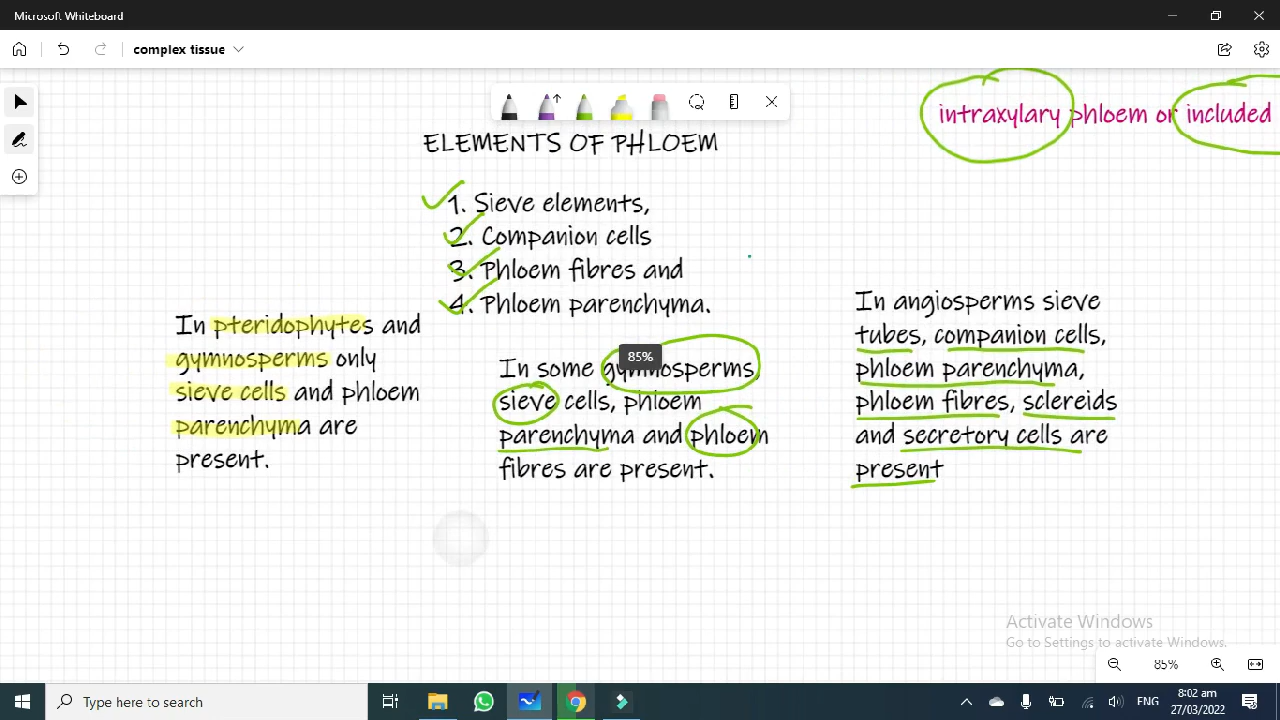 Microsoft Whiteboard
complex tissue
intraxylary phloem or included
ELEMENTS OF PHLOEM
1. Sieve elements,
2. Companion cells
3. Phloem fibres and
4. Phloem parenchyma.
In pteridophytes and
gymnosperms only
sieve cells and phloem
parenchyma are
present.
85%
In some gymnosperms,
sieve cells, phloem
parenchyma and phloem
fibres are present.
In angiosperms sieve
tubes, companion cells,
phloem parenchyma,
phloem fibres, sclereids
and secretory cells are
present
Activate Windows
Go to Settings to activate Windows.
85%
Type here to search
ENG
8:02 am
27/03/2022